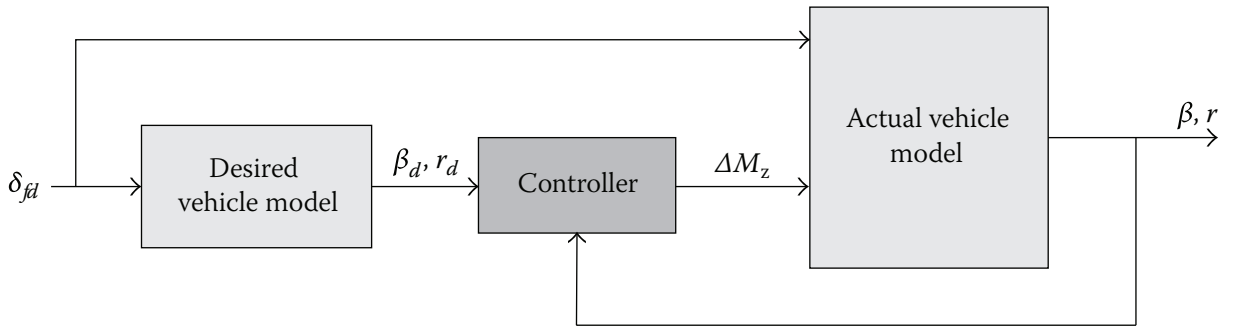 δfd
Desired
vehicle model
βd, rd
Controller
ΔMz
Actual vehicle
model
β, r